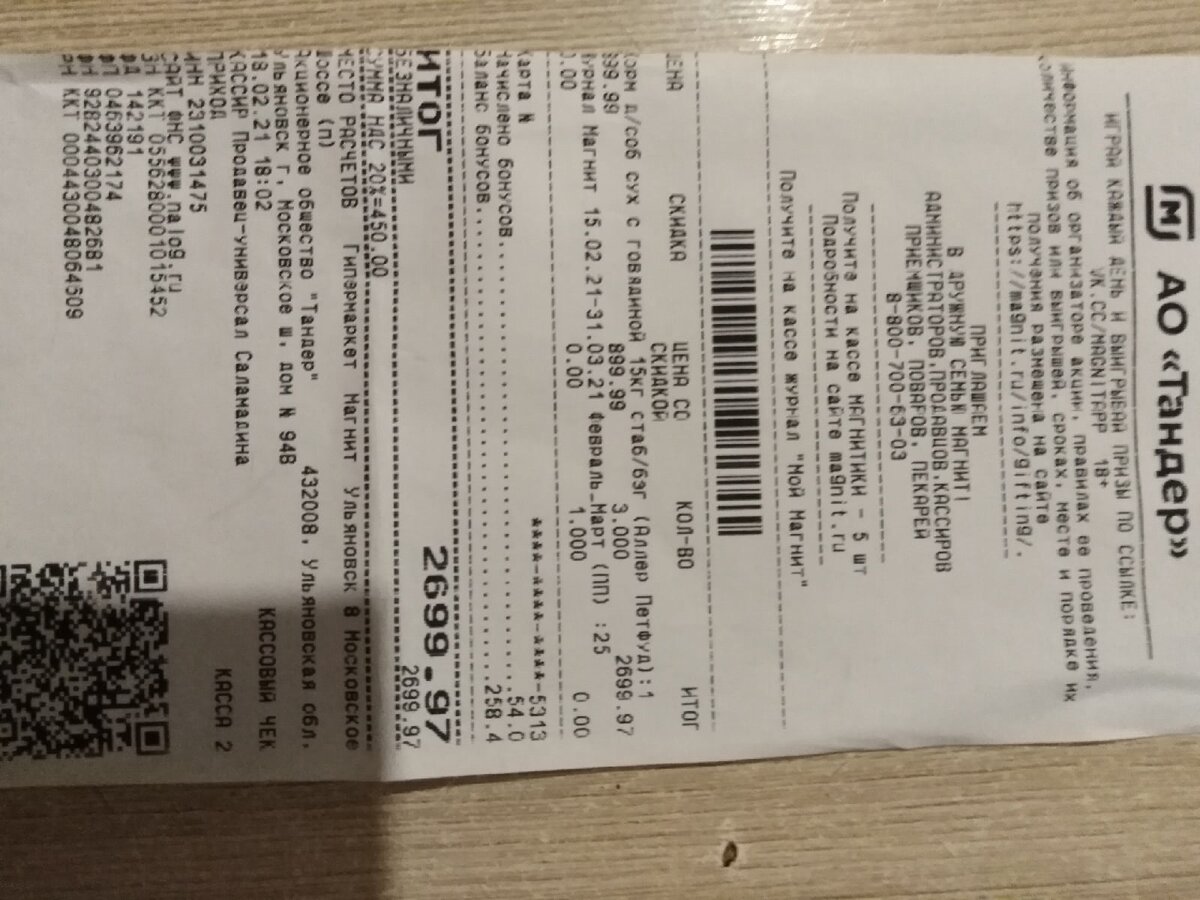 АО «Тандер»
ИГРАЙ КАЖДЫЙ ДЕНЬ И ВЫИГРЫВАЙ ПРИЗЫ ПО ССЫЛКЕ:
VK.CC/MAGNITAPP 18+
информация об организаторе акции, правилах ее проведения,
количестве призов или выигрышей, сроках, месте и порядке их
получения размещена на сайте
https://magnit.ru/info/gifting/.
ПРИГЛАШАЕМ
В ДРУЖНУЮ СЕМЬЮ МАГНИТ!
АДМИНИСТРАТОРОВ,ПРОДАВЦОВ,КАССИРОВ
ПРИЕМЩИКОВ, ПОВАРОВ, ПЕКАРЕЙ
8-800-700-63-03
Получите на кассе МАГНИТИКИ - 5 шт
Подробности на сайте magnit.ru
Получите на кассе журнал "Мой Магнит"
ЦЕНА СКИДКА ЦЕНА СО СКИДКОЙ КОЛ-ВО ИТОГ
Корм д/соб сух с говядиной 15кг стаб/бэг (Аллер Петфуд):1
899.99 899.99 3.000 2699.97
Журнал Магнит 15.02.21-31.03.21 Февраль_Март (ПП) :25
0.00 0.00 1.000 0.00
Карта № ****-****-****-5313
Начислено бонусов 54.0
Баланс бонусов 258.4
ИТОГ 2699.97
БЕЗНАЛИЧНЫМИ 2699.97
СУММА НДС 20%=450.00
МЕСТО РАСЧЕТОВ Гипермаркет Магнит Ульяновск 8 Московское
шоссе (п)
Акционерное общество "Тандер" 432008, Ульяновская обл.
Ульяновск г, Московское ш, дом № 94В
18.02.21 18:02 КАССОВЫЙ ЧЕК
КАССИР Продавец-универсал Саламадина
ПРИХОД КАССА 2
ИНН 2310031475
САЙТ ФНС www.nalog.ru
ЗН ККТ 0556280001015452
ФД 142191
ФП 0463962174
ФН 9282440300482681
РН ККТ 0004430048064509